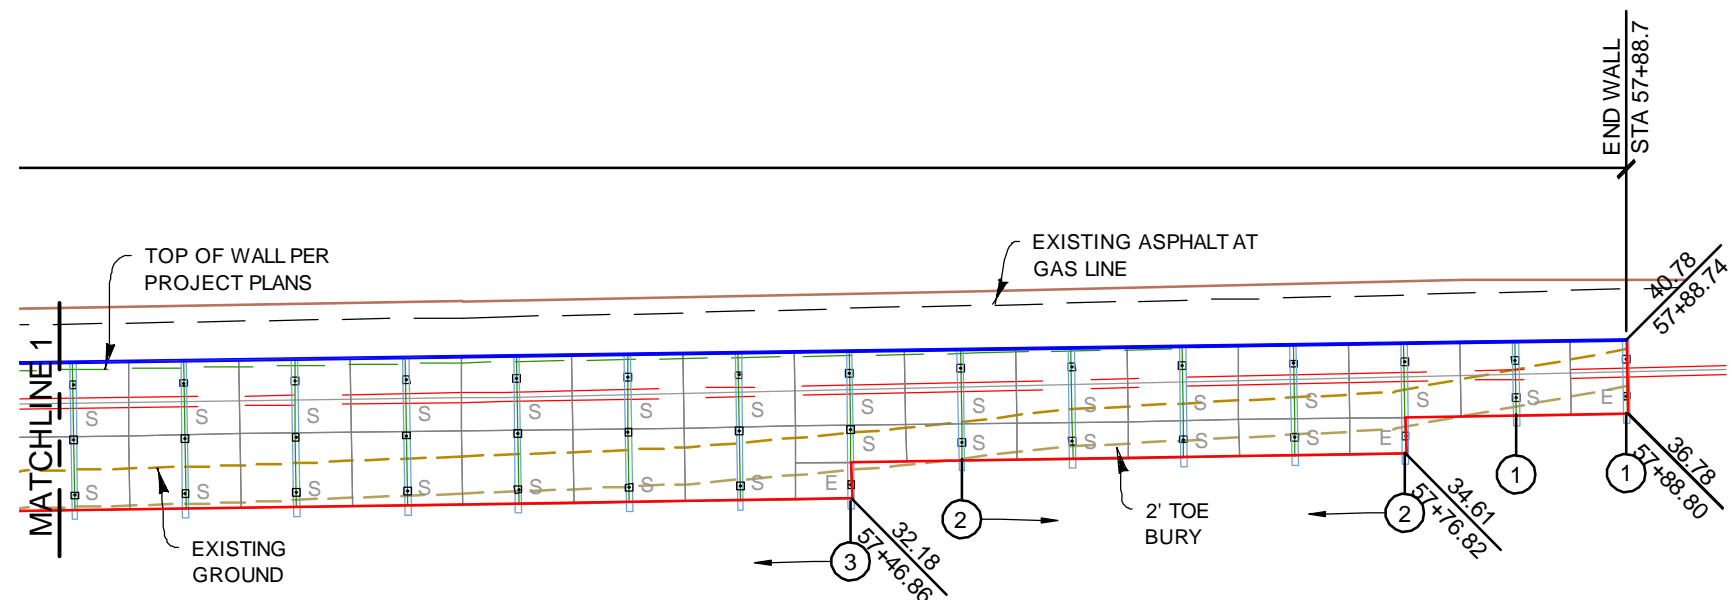 END WALL
STA 57+88.7
TOP OF WALL PER
PROJECT PLANS
EXISTING ASPHALT AT
GAS LINE
40.78
57+88.74
MATCHLINE 1
S
S
S
S
S
S
S
S
S
S
S
S
S
S
E
S
S
S
S
S
S
S
S
S
S
S
E
E
EXISTING
GROUND
2' TOE
BURY
3
32.18
57+46.86
2
2
34.61
57+76.82
1
1
36.78
57+88.80